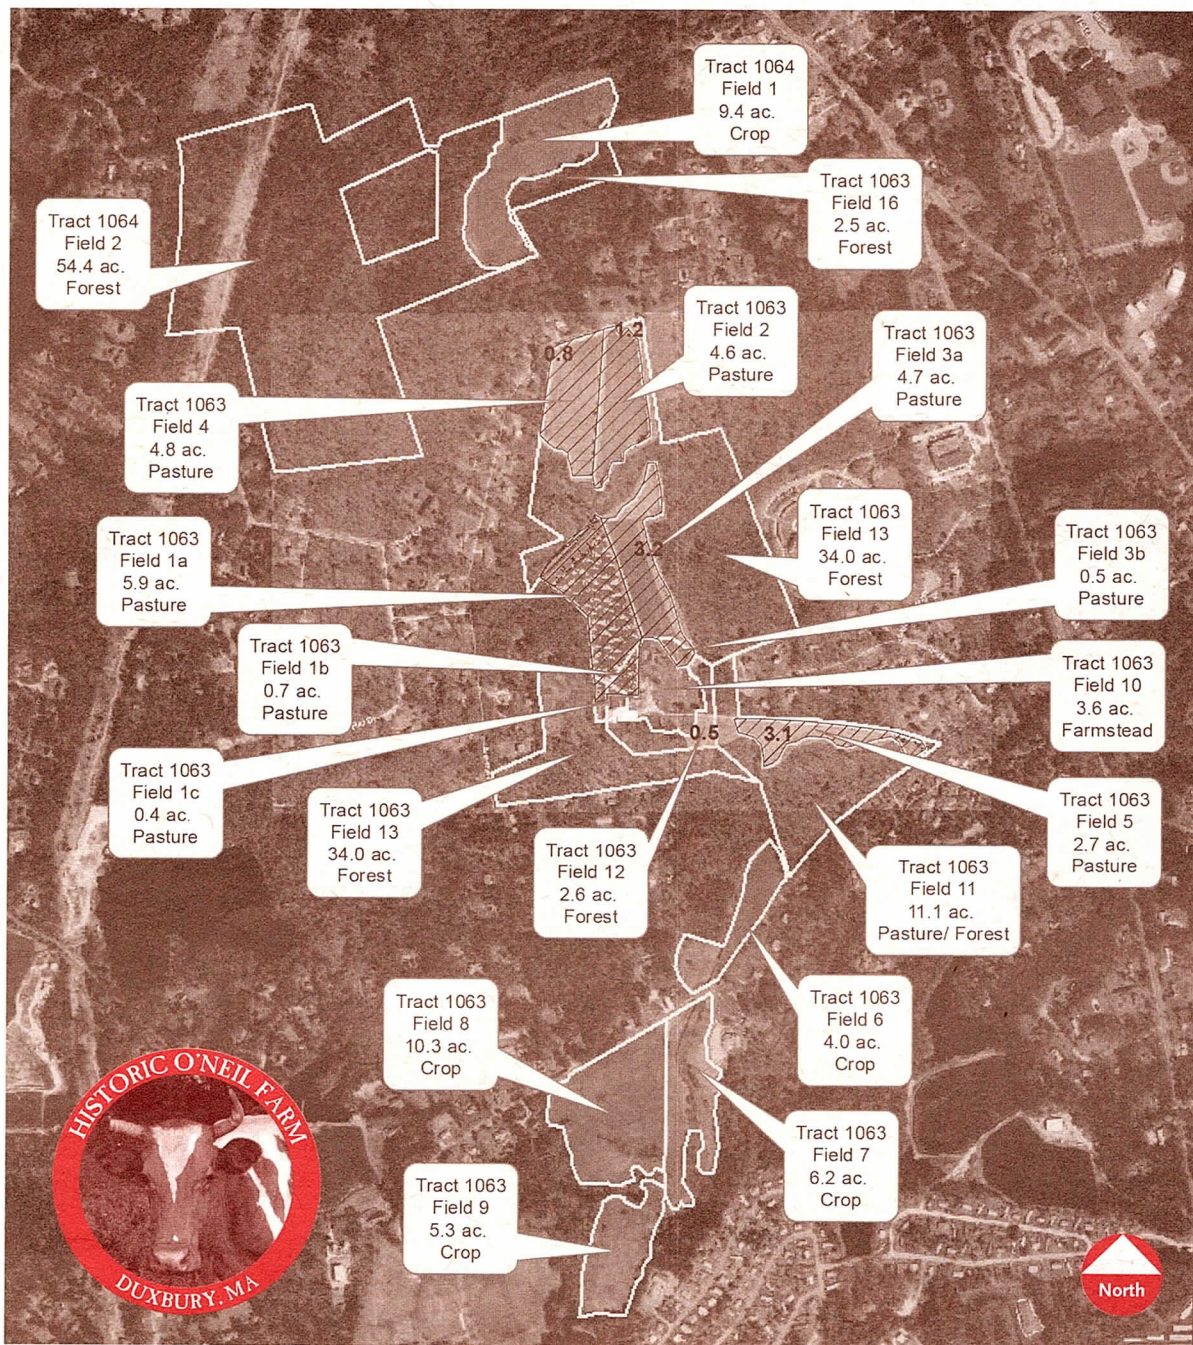 Tract 1064
Field 1
9.4 ac.
Crop
Tract 1063
Field 16
2.5 ac.
Forest
Tract 1064
Field 2
54.4 ac.
Forest
Tract 1063
Field 2
4.6 ac.
Pasture
1.2
0.8
Tract 1063
Field 3a
4.7 ac.
Pasture
Tract 1063
Field 4
4.8 ac.
Pasture
Tract 1063
Field 13
34.0 ac.
Forest
3.2
Tract 1063
Field 3b
0.5 ac.
Pasture
Tract 1063
Field 1a
5.9 ac.
Pasture
Tract 1063
Field 1b
0.7 ac.
Pasture
Tract 1063
Field 10
3.6 ac.
Farmstead
0.5
3.1
Tract 1063
Field 1c
0.4 ac.
Pasture
Tract 1063
Field 13
34.0 ac.
Forest
Tract 1063
Field 12
2.6 ac.
Forest
Tract 1063
Field 5
2.7 ac.
Pasture
Tract 1063
Field 11
11.1 ac.
Pasture/ Forest
Tract 1063
Field 8
10.3 ac.
Crop
Tract 1063
Field 6
4.0 ac.
Crop
Tract 1063
Field 7
6.2 ac.
Crop
Tract 1063
Field 9
5.3 ac.
Crop
HISTORIC O'NEIL FARM
DUXBURY, MA
North